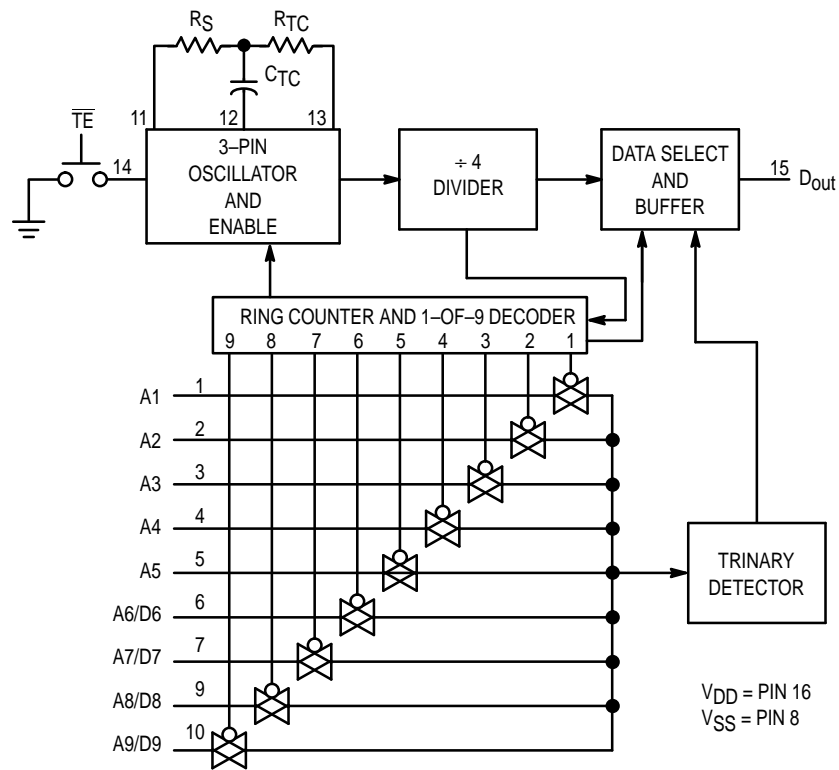 RS RTC
CTC
TE
11 12 13
14
3–PIN
OSCILLATOR
AND
ENABLE
÷ 4
DIVIDER
DATA SELECT
AND
BUFFER
15 Dout
RING COUNTER AND 1–OF–9 DECODER
9 8 7 6 5 4 3 2 1
A1 1
A2 2
A3 3
A4 4
A5 5
A6/D6 6
A7/D7 7
A8/D8 9
A9/D9 10
TRINARY
DETECTOR
VDD = PIN 16
VSS = PIN 8